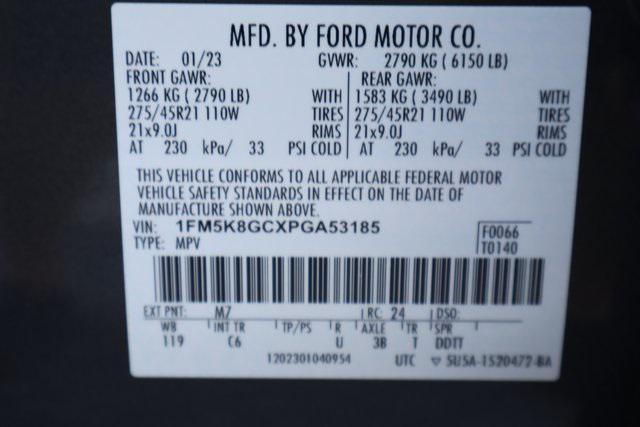 MFD. BY FORD MOTOR CO.
DATE: 01/23 GVWR: 2790 KG ( 6150 LB)
FRONT GAWR: REAR GAWR:
1266 KG ( 2790 LB) WITH 1583 KG ( 3490 LB) WITH
275/45R21 110W TIRES 275/45R21 110W TIRES
21x9.0J RIMS 21x9.0J RIMS
AT 230 kPa/ 33 PSI COLD AT 230 kPa/ 33 PSI COLD
THIS VEHICLE CONFORMS TO ALL APPLICABLE FEDERAL MOTOR
VEHICLE SAFETY STANDARDS IN EFFECT ON THE DATE OF
MANUFACTURE SHOWN ABOVE.
VIN: 1FM5K8GCXPGA53185 F0066
TYPE: MPV T0140
EXT PNT: M7 RC: 24 DSO:
WB INT TR TP/PS R AXLE TR SPR
119 C6 U 3B T DDTT
1202301040954 UTC ▽ 5U5A-1520472-BA